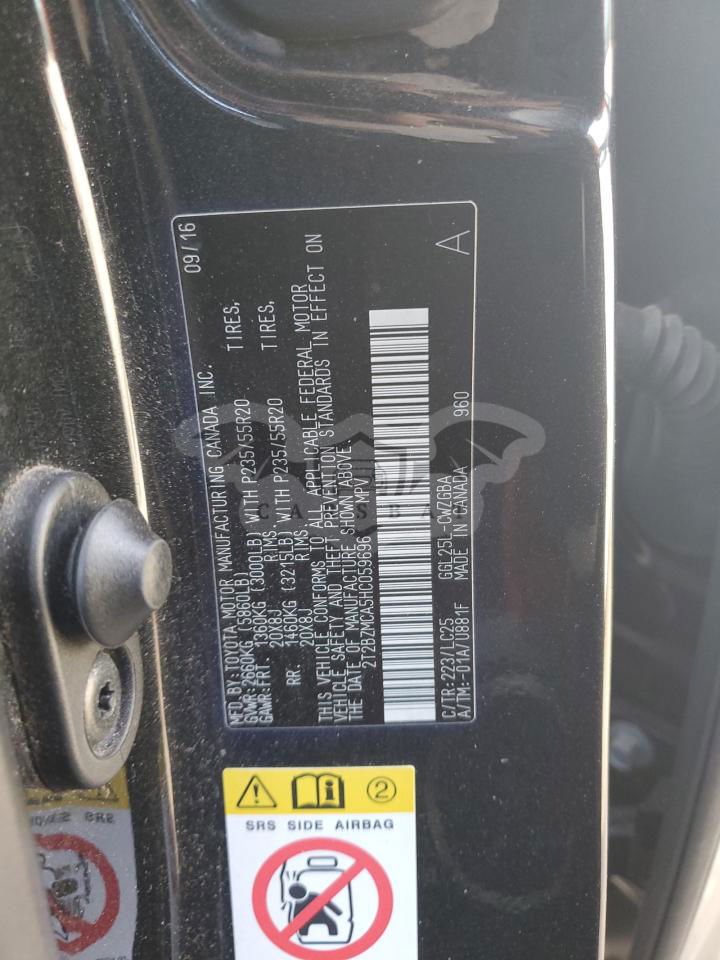 MFD.BY:TOYOTA MOTOR MANUFACTURING CANADA INC. 09/16
GVWR:2660KG (5860LB)
GAWR:FRT. 1360KG (3000LB) WITH P235/55R20 TIRES,
20X8J RIMS
RR. 1460KG (3215LB) WITH P235/55R20 TIRES,
20X8J RIMS
THIS VEHICLE CONFORMS TO ALL APPLICABLE FEDERAL MOTOR
VEHICLE SAFETY AND THEFT PREVENTION STANDARDS IN EFFECT ON
THE DATE OF MANUFACTURE SHOWN ABOVE.
2T2BZMCA5HC059696 MPV
C/TR:223/LC25 GGL25L-CWZGBA
A/TM:-01A/U881F MADE IN CANADA 960 A
2
SRS SIDE AIRBAG
SRS